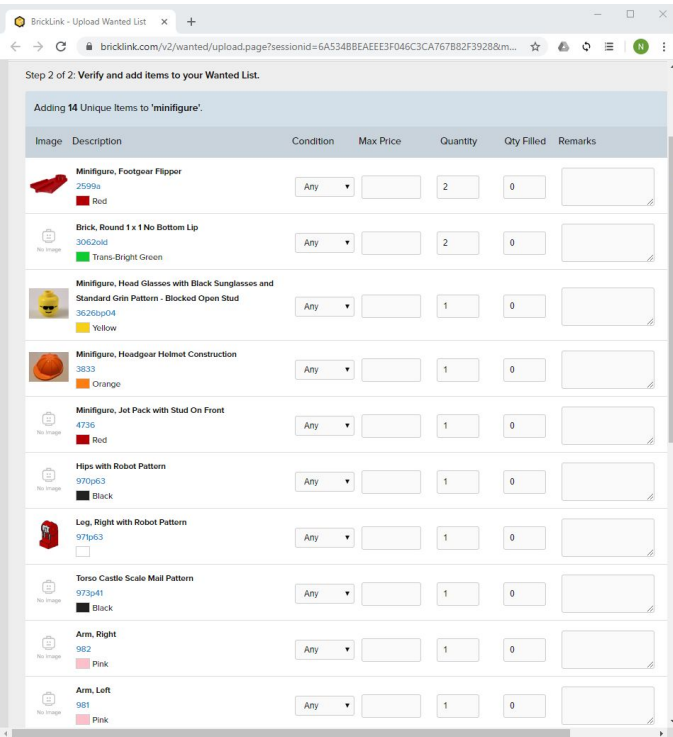 BrickLink - Upload Wanted List
bricklink.com/v2/wanted/upload.page?sessionid=6A534BBEAEEE3F046C3CA767B82F3928&m...
N
Step 2 of 2: Verify and add items to your Wanted List.
Adding 14 Unique Items to 'minifigure'.
Image Description Condition Max Price Quantity Qty Filled Remarks
Minifigure, Footgear Flipper
2599a
Red
Any 2 0
Brick, Round 1 x 1 No Bottom Lip
3062old
Trans-Bright Green
No Image
Any 2 0
Minifigure, Head Glasses with Black Sunglasses and
Standard Grin Pattern - Blocked Open Stud
3626bp04
Yellow
Any 1 0
Minifigure, Headgear Helmet Construction
3833
Orange
Any 1 0
Minifigure, Jet Pack with Stud On Front
4736
Red
No Image
Any 1 0
Hips with Robot Pattern
970p63
Black
No Image
Any 1 0
Leg, Right with Robot Pattern
971p63
Any 1 0
Torso Castle Scale Mail Pattern
973p41
Black
No Image
Any 1 0
Arm, Right
982
Pink
No Image
Any 1 0
Arm, Left
981
Pink
No Image
Any 1 0